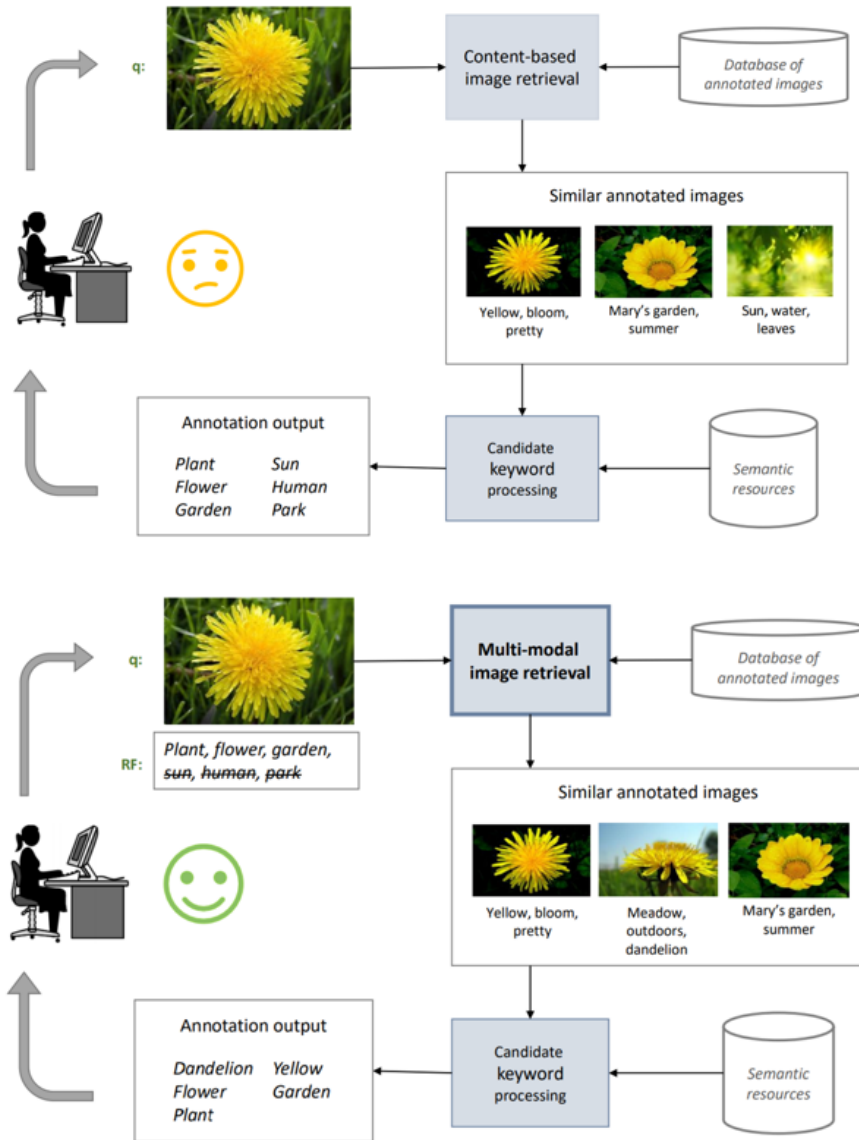 q:
Content-based
image retrieval
Database of
annotated images
Similar annotated images
Yellow, bloom,
pretty
Mary's garden,
summer
Sun, water,
leaves
Annotation output
Plant Sun
Flower Human
Garden Park
Candidate
keyword
processing
Semantic
resources
q:
Multi-modal
image retrieval
Database of
annotated images
RF:
Plant, flower, garden,
sun, human, park
Similar annotated images
Yellow, bloom,
pretty
Meadow,
outdoors,
dandelion
Mary's garden,
summer
Annotation output
Dandelion Yellow
Flower Garden
Plant
Candidate
keyword
processing
Semantic
resources